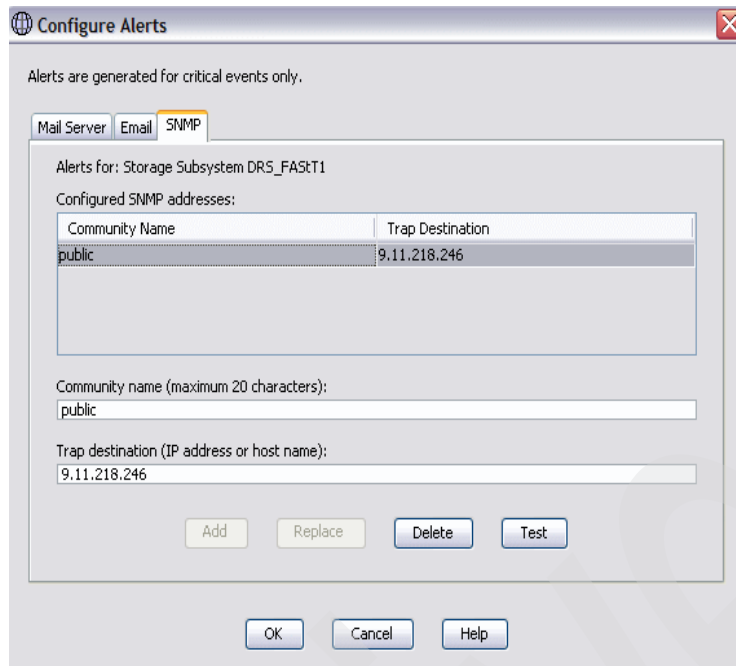 Configure Alerts
Alerts are generated for critical events only.
Mail Server Email SNMP
Alerts for: Storage Subsystem DRS_FAStT1
Configured SNMP addresses:
Community Name Trap Destination
public 9.11.218.246
Community name (maximum 20 characters):
public
Trap destination (IP address or host name):
9.11.218.246
Add Replace Delete Test
OK Cancel Help